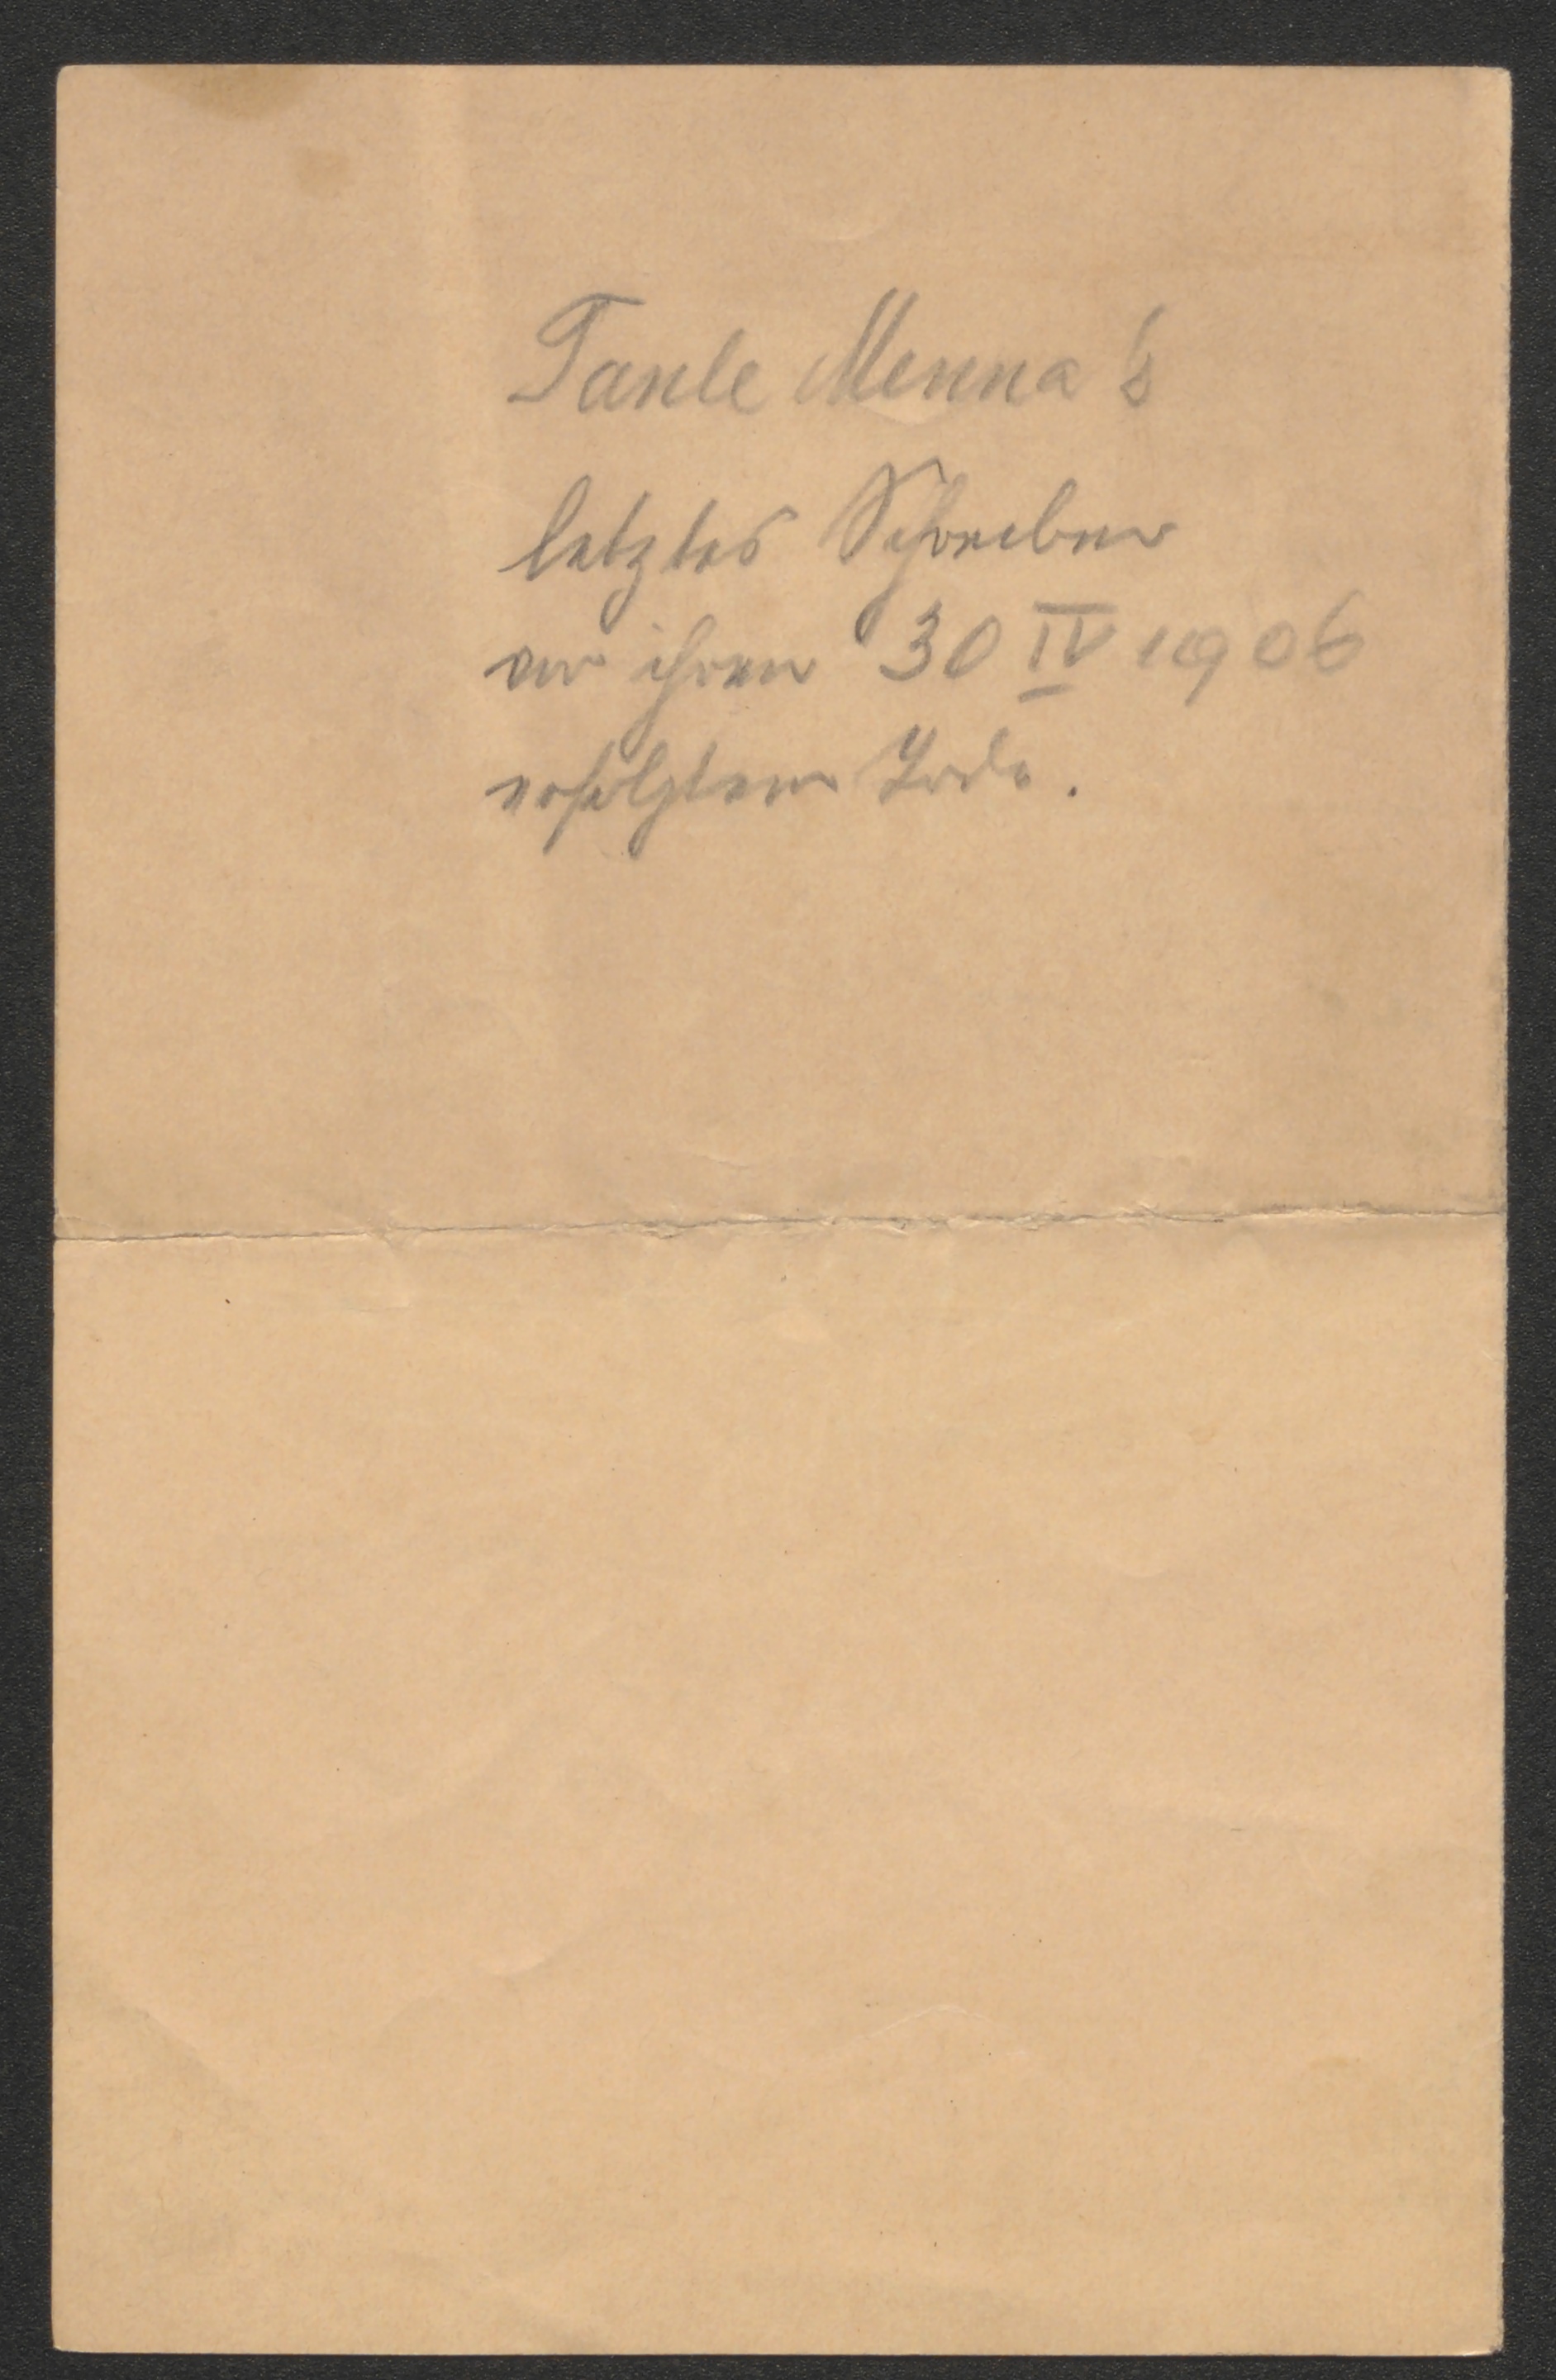 Tante Menna's
letztes Schreiben
vor ihrem 30 IV 1906
erfolgtem Tode.